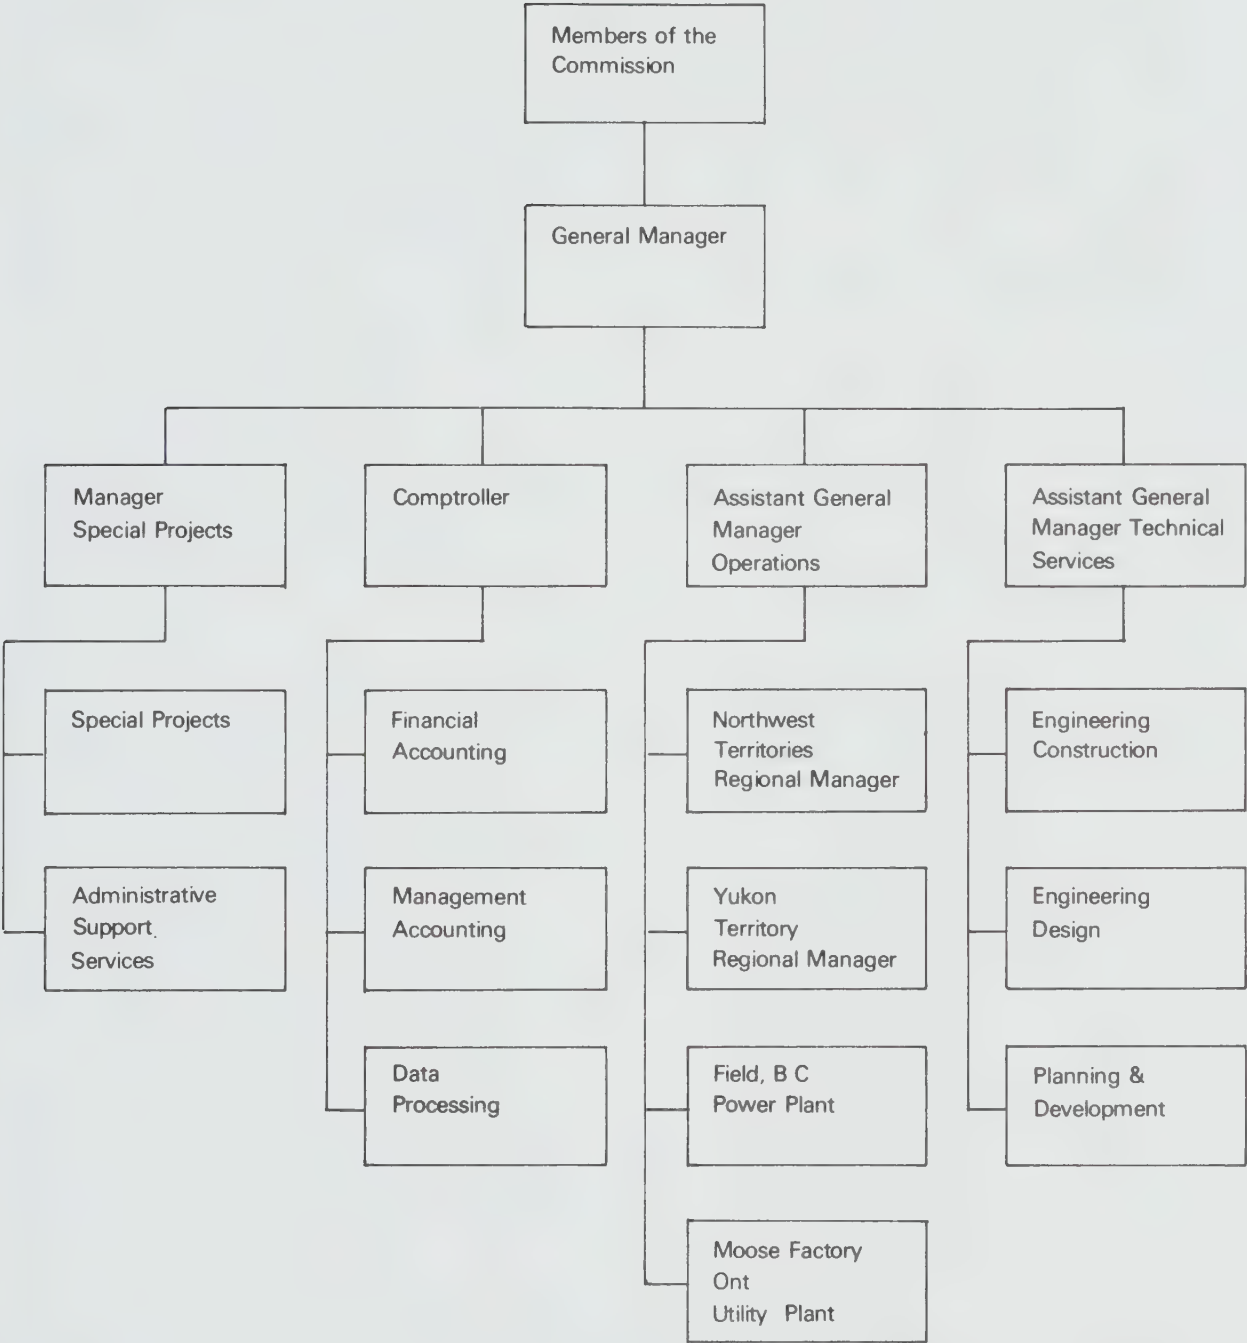 Members of the
Commission
General Manager
Manager
Special Projects
Comptroller
Assistant General
Manager
Operations
Assistant General
Manager Technical
Services
Special Projects
Financial
Accounting
Northwest
Territories
Regional Manager
Engineering
Construction
Administrative
Support
Services
Management
Accounting
Yukon
Territory
Regional Manager
Engineering
Design
Data
Processing
Field, B C
Power Plant
Planning &
Development
Moose Factory
Ont
Utility Plant